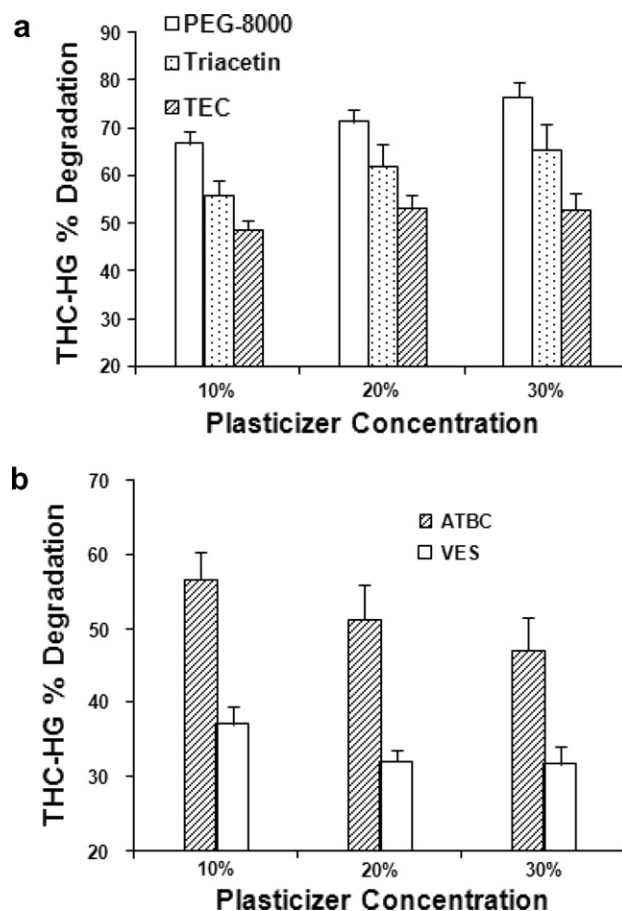 a
PEG-8000
Triacetin
TEC
THC-HG % Degradation
90
80
70
60
50
40
30
20
10% 20% 30%
Plasticizer Concentration
b
ATBC
VES
THC-HG % Degradation
70
60
50
40
30
20
10% 20% 30%
Plasticizer Concentration